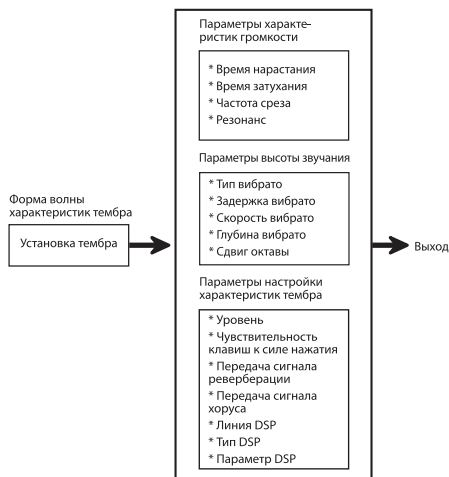 Параметры характе–
ристик громкости
* Время нарастания
* Время затухания
* Частота среза
* Резонанс
Параметры высоты звучания
* Тип вибрато
* Задержка вибрато
* Скорость вибрато
* Глубина вибрато
* Сдвиг октавы
Форма волны
характеристик тембра
Установка тембра
Выход
Параметры настройки
характеристик тембра
* Уровень
* Чувствительность
клавиш к силе нажатия
* Передача сигнала
реверберации
* Передача сигнала
хоруса
* Линия DSP
* Тип DSP
* Параметр DSP